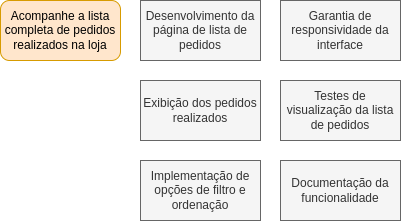 Acompanhe a lista
completa de pedidos
realizados na loja
Desenvolvimento da
página de lista de
pedidos
Garantia de
responsividade da
interface
Exibição dos pedidos
realizados
Testes de
visualização da lista
de pedidos
Implementação de
opções de filtro e
ordenação
Documentação da
funcionalidade